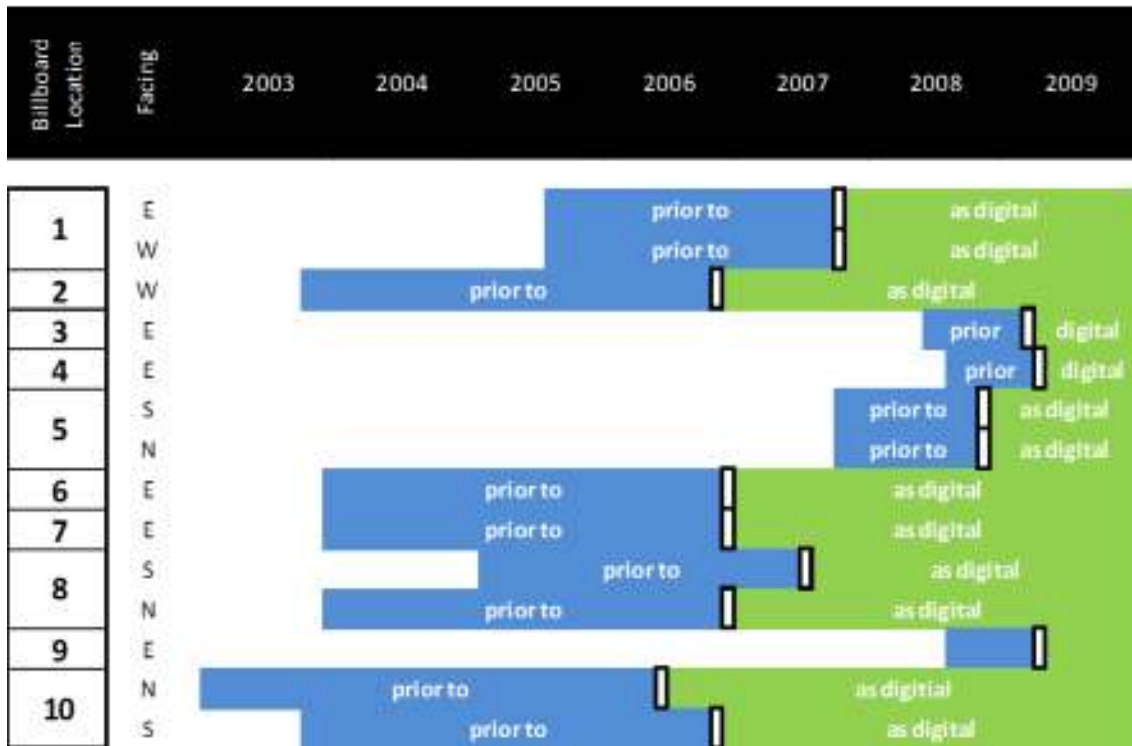 Billboard Location Facing 2003 2004 2005 2006 2007 2008 2009
1 E prior to as digital
W prior to as digital
2 W prior to as digital
3 E prior digital
4 E prior digital
5 S prior to as digital
N prior to as digital
6 E prior to as digital
7 E prior to as digital
8 S prior to as digital
N prior to as digital
9 E
10 N prior to as digitial
S prior to as digital